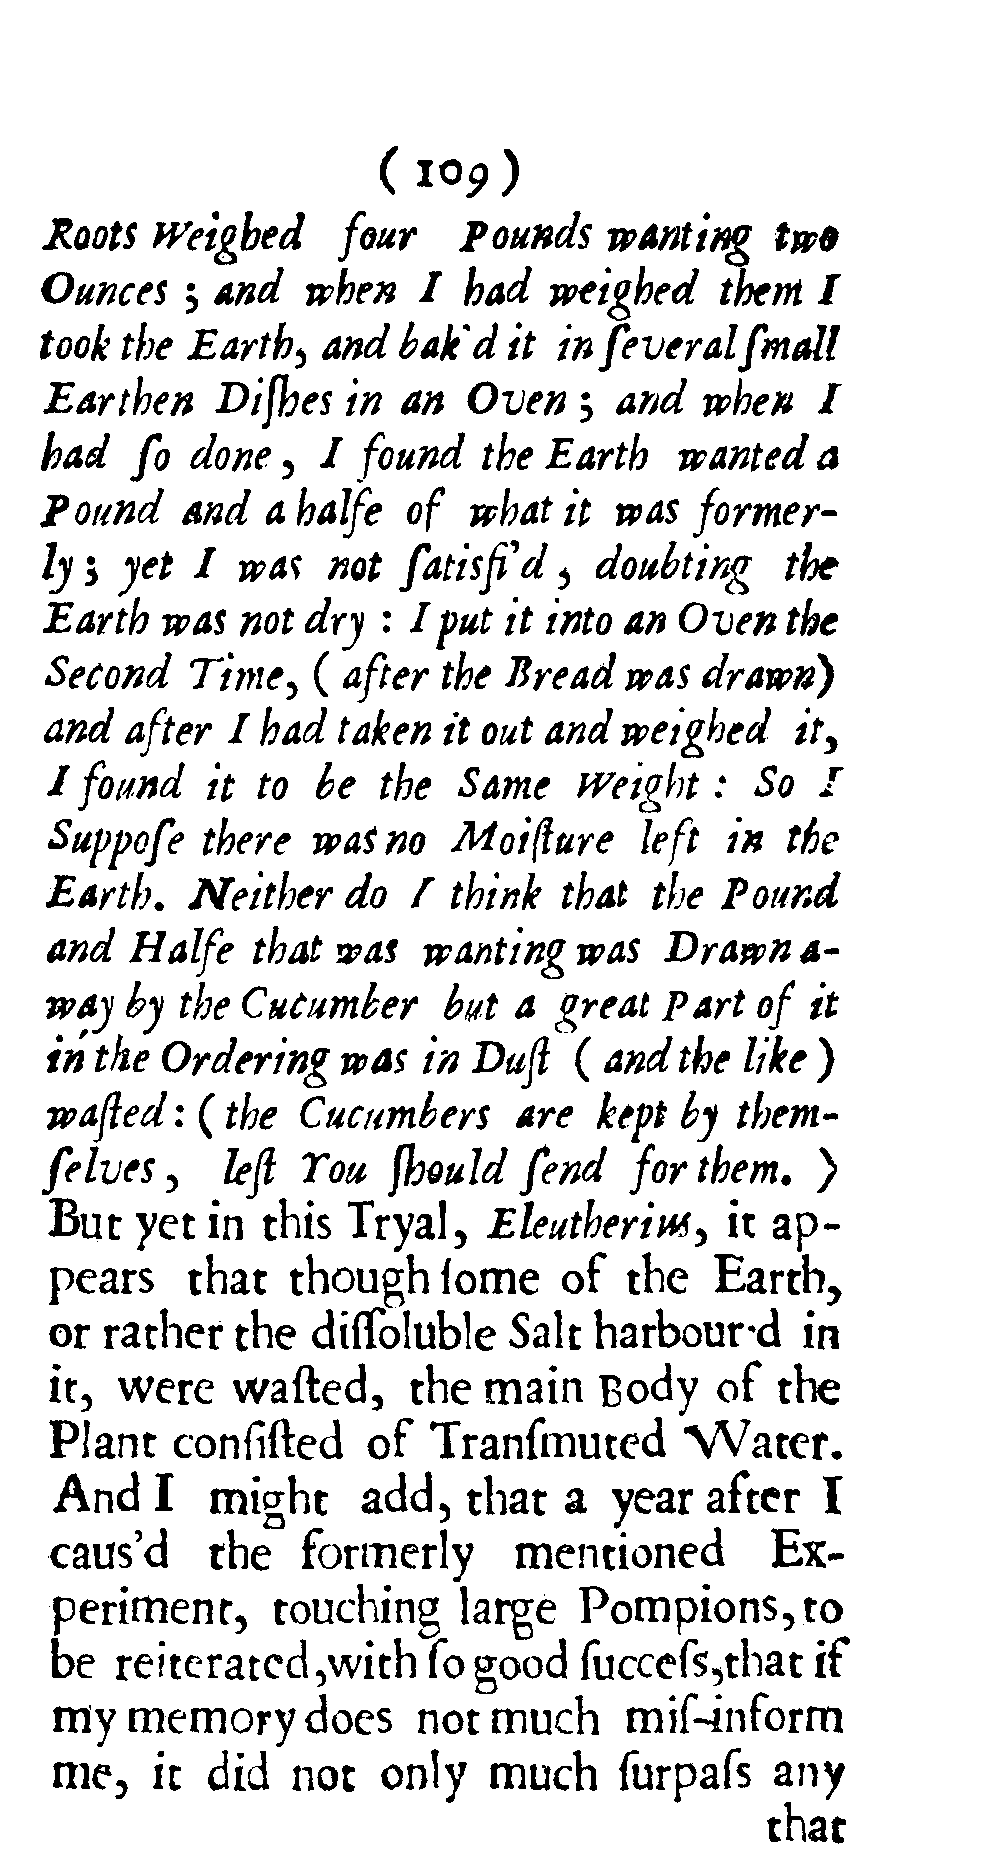 (109)
Roots Weighed four Pounds wanting two
Ounces; and when I had weighed them I
took the Earth, and bak'd it in ſeveral ſmall
Earthen Diſhes in an Oven; and when I
had ſo done, I found the Earth wanted a
Pound and a halfe of what it was former-
ly; yet I was not ſatisfi'd, doubting the
Earth was not dry: I put it into an Oven the
Second Time, (after the Bread was drawn)
and after I had taken it out and weighed it,
I found it to be the Same Weight: So I
Suppoſe there was no Moiſture left in the
Earth. Neither do I think that the Pound
and Halfe that was wanting was Drawn a-
way by the Cucumber but a great Part of it
in the Ordering was in Duſt (and the like)
waſted: (the Cucumbers are kept by them-
ſelves, leſt You ſhould ſend for them.)
But yet in this Tryal, Eleutherius, it ap-
pears that though ſome of the Earth,
or rather the diſſoluble Salt harbour'd in
it, were waſted, the main Body of the
Plant conſiſted of Tranſmuted Water.
And I might add, that a year after I
caus'd the formerly mentioned Ex-
periment, touching large Pompions, to
be reiterated, with ſo good ſucceſs, that if
my memory does not much miſ-inform
me, it did not only much ſurpaſs any
that